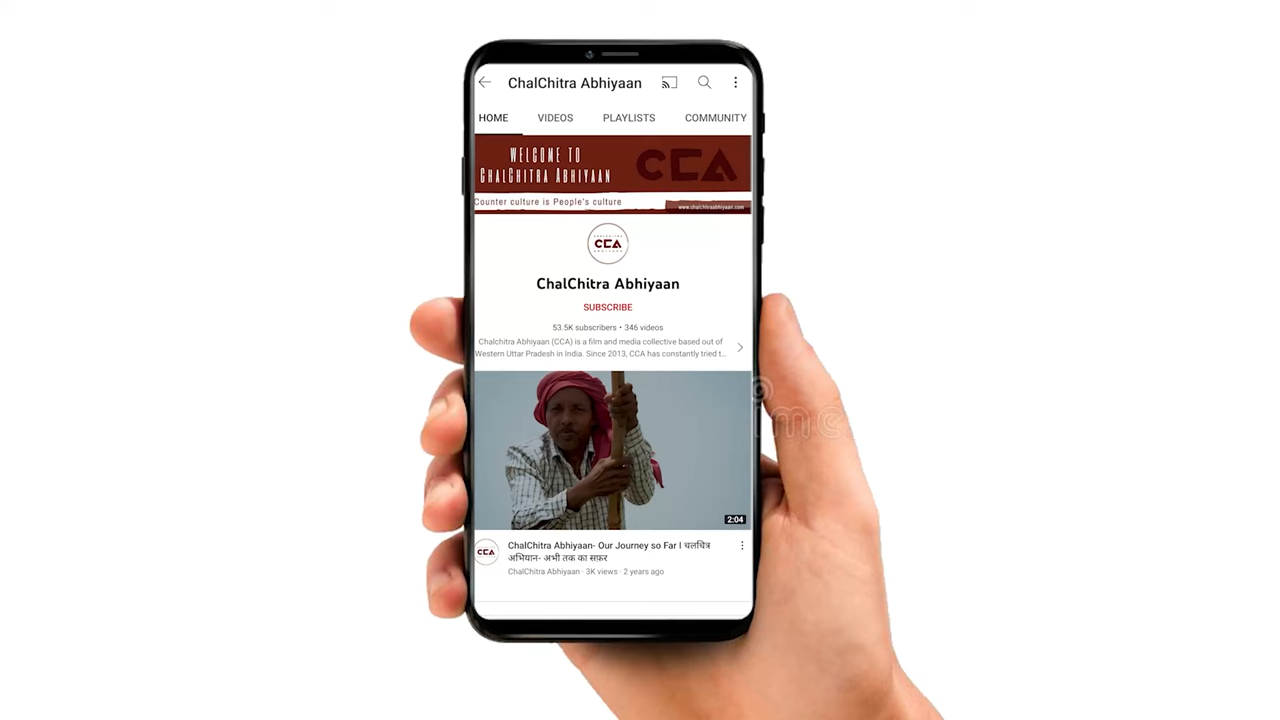 ChalChitra Abhiyaan
HOME VIDEOS PLAYLISTS COMMUNITY
WELCOME TO
CHALCHITRA ABHIYAAN
CCA
Counter culture is People's culture
www.chalchitraabhiyaan.com
CCA
ChalChitra Abhiyaan
SUBSCRIBE
53.5K subscribers • 346 videos
Chalchitra Abhiyaan (CCA) is a film and media collective based out of
Western Uttar Pradesh in India. Since 2013, CCA has constantly tried t...
2:04
CCA
ChalChitra Abhiyaan- Our Journey so Far l चलचित्र
अभियान- अभी तक का सफ़र
ChalChitra Abhiyaan · 3K views · 2 years ago